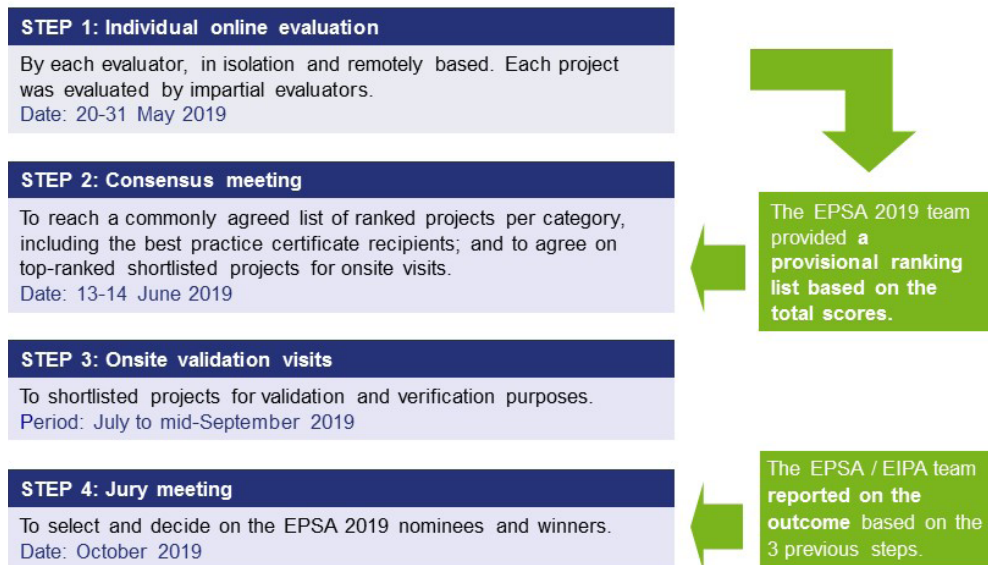 STEP 1: Individual online evaluation
By each evaluator, in isolation and remotely based. Each project
was evaluated by impartial evaluators.
Date: 20-31 May 2019
STEP 2: Consensus meeting
To reach a commonly agreed list of ranked projects per category,
including the best practice certificate recipients; and to agree on
top-ranked shortlisted projects for onsite visits.
Date: 13-14 June 2019
The EPSA 2019 team
provided a
provisional ranking
list based on the
total scores.
STEP 3: Onsite validation visits
To shortlisted projects for validation and verification purposes.
Period: July to mid-September 2019
STEP 4: Jury meeting
To select and decide on the EPSA 2019 nominees and winners.
Date: October 2019
The EPSA / EIPA team
reported on the
outcome based on the
3 previous steps.